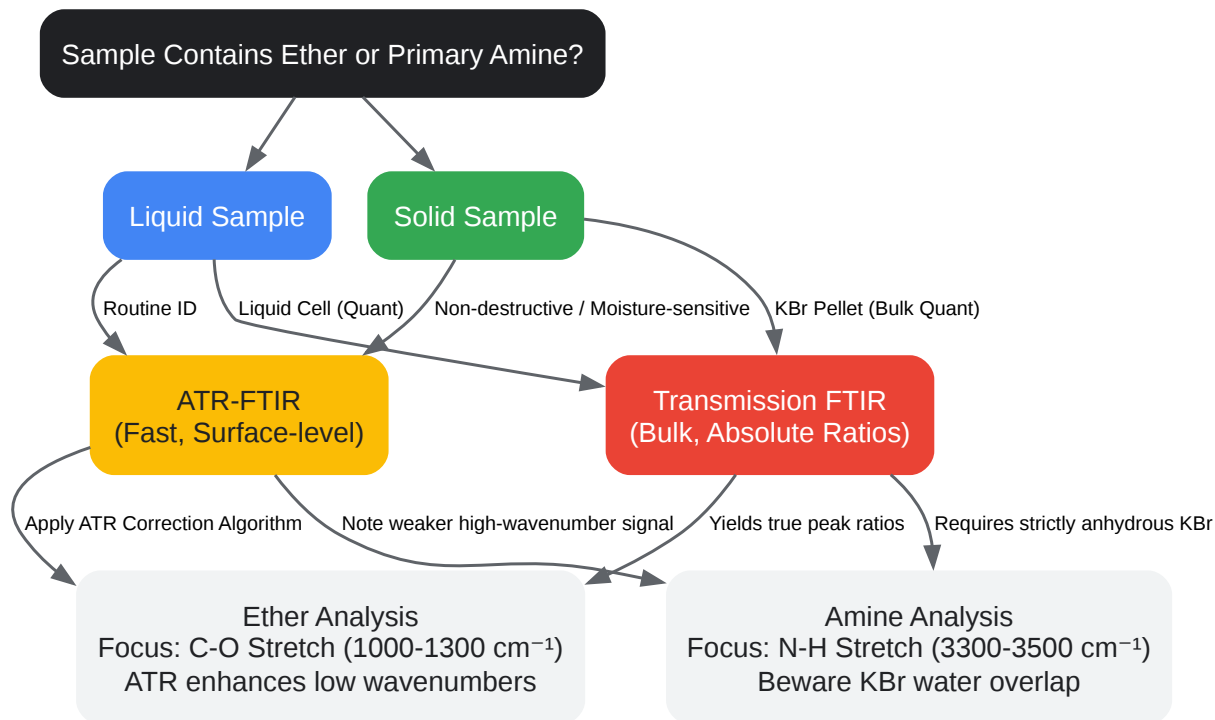 Sample Contains Ether or Primary Amine?
Liquid Sample
Solid Sample
Routine ID
Liquid Cell (Quant)
Non-destructive / Moisture-sensitive
KBr Pellet (Bulk Quant)
ATR-FTIR
(Fast, Surface-level)
Transmission FTIR
(Bulk, Absolute Ratios)
Apply ATR Correction Algorithm
Note weaker high-wavenumber signal
Yields true peak ratios
Requires strictly anhydrous KBr
Ether Analysis
Focus: C-O Stretch (1000-1300 cm⁻¹)
ATR enhances low wavenumbers
Amine Analysis
Focus: N-H Stretch (3300-3500 cm⁻¹)
Beware KBr water overlap